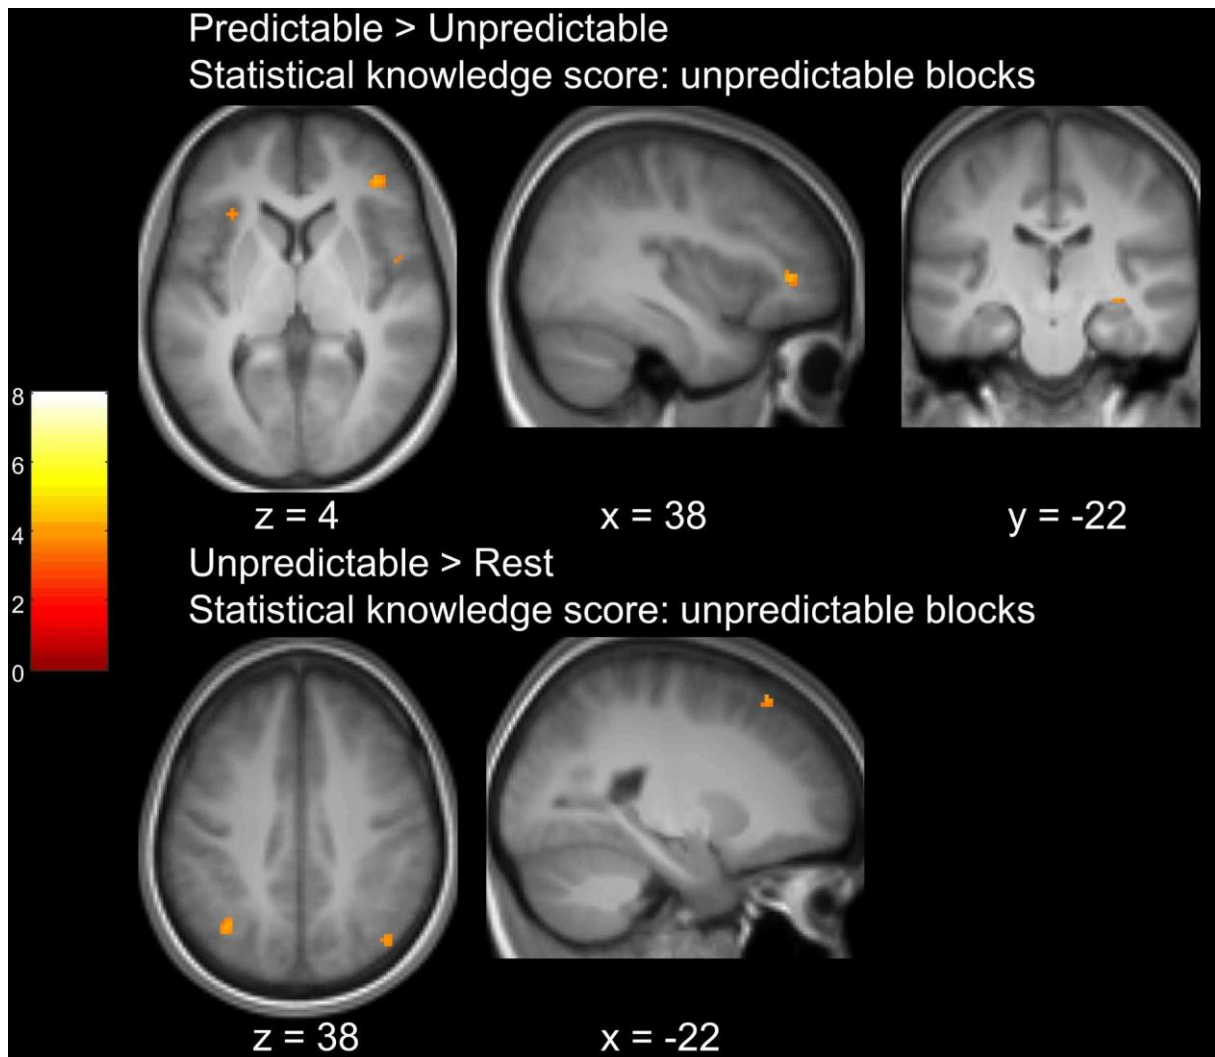 Predictable > Unpredictable
Statistical knowledge score: unpredictable blocks
8
6
4
2
0
z = 4
x = 38
y = -22
Unpredictable > Rest
Statistical knowledge score: unpredictable blocks
z = 38
x = -22